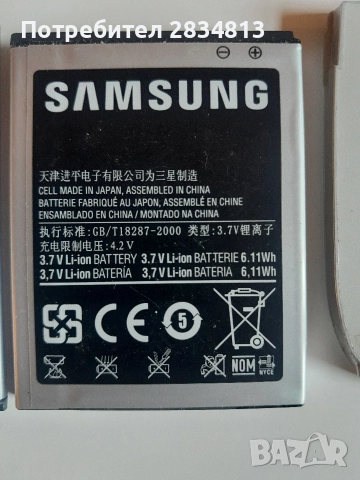 Потребител 2834813
SAMSUNG
天津进平电子有限公司为三星制造
CELL MADE IN JAPAN, ASSEMBLED IN CHINA
BATTERIE FABRIQUÉ AU JAPON, ASSEMBLÉ EN CHINE
ENSAMBLADO EN CHINA / MONTADO NA CHINA
执行标准:GB/T18287-2000 类型:3.7V锂离子
充电限制电压:4.2V
3.7 V Li-ion BATTERY 3.7 V Li-ion BATTERIE 6.11Wh
3,7 V Li-ion BATERÍA 3,7 V Li-ion BATERIA 6,11Wh
CE 5
NOM NYCE
BAZAR